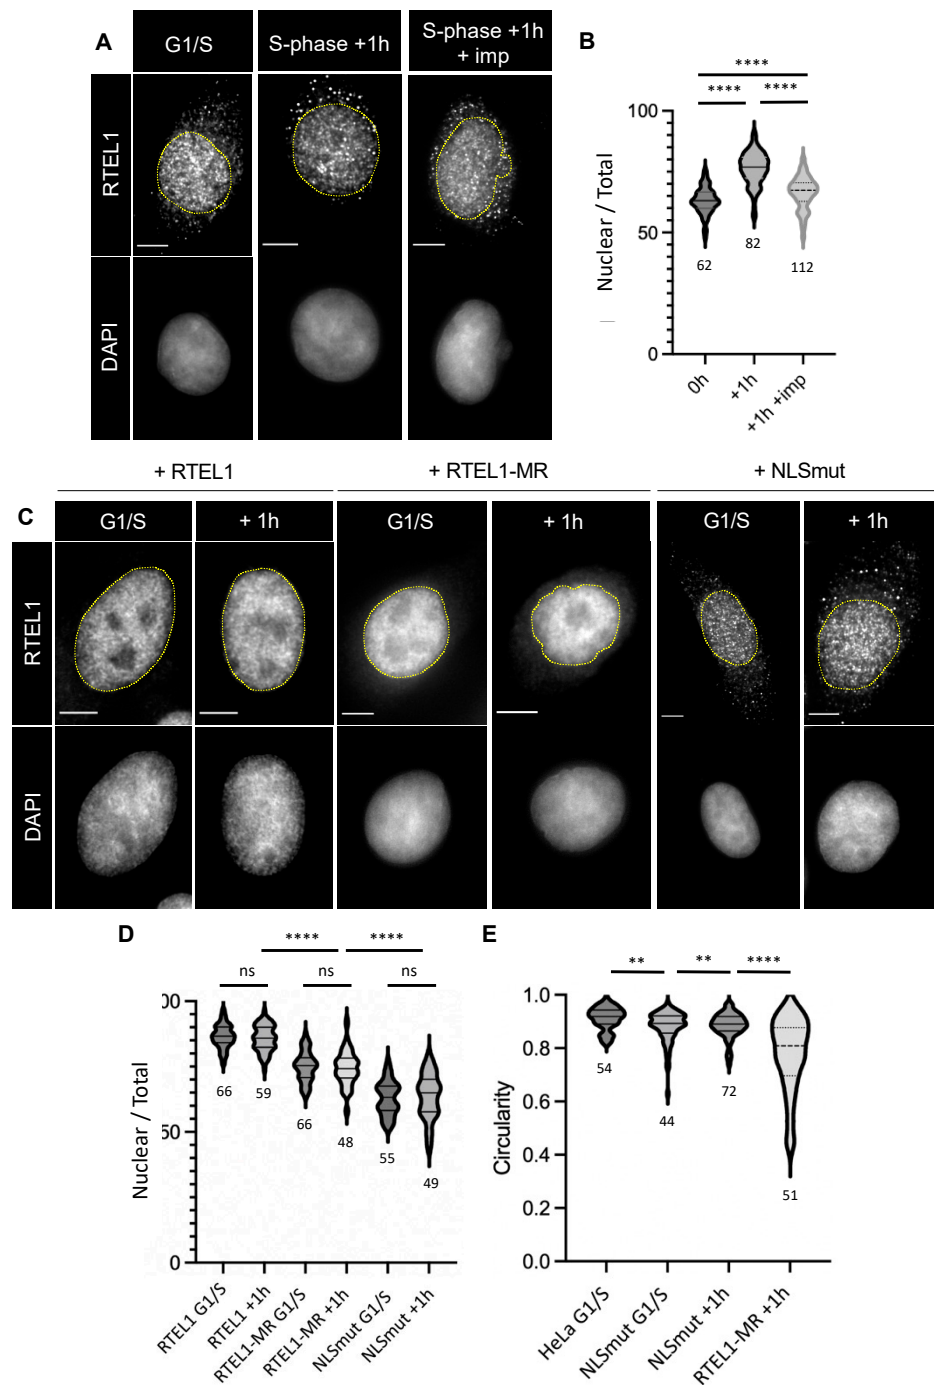 A
G1/S
S-phase +1h
S-phase +1h
+ imp
RTEL1
DAPI
B
****
****
****
100
50
0
Nuclear / Total
62
82
112
0h
+1h
+1h +imp
+ RTEL1
+ RTEL1-MR
+ NLSmut
C
G1/S
+ 1h
G1/S
+ 1h
G1/S
+ 1h
RTEL1
DAPI
D
****
****
ns
ns
ns
00
50
0
Nuclear / Total
66
59
66
48
55
49
RTEL1 G1/S
RTEL1 +1h
RTEL1-MR G1/S
RTEL1-MR +1h
NLSmut G1/S
NLSmut +1h
E
**
**
****
1.0
0.8
0.6
0.4
0.2
0.0
Circularity
54
44
72
51
HeLa G1/S
NLSmut G1/S
NLSmut +1h
RTEL1-MR +1h